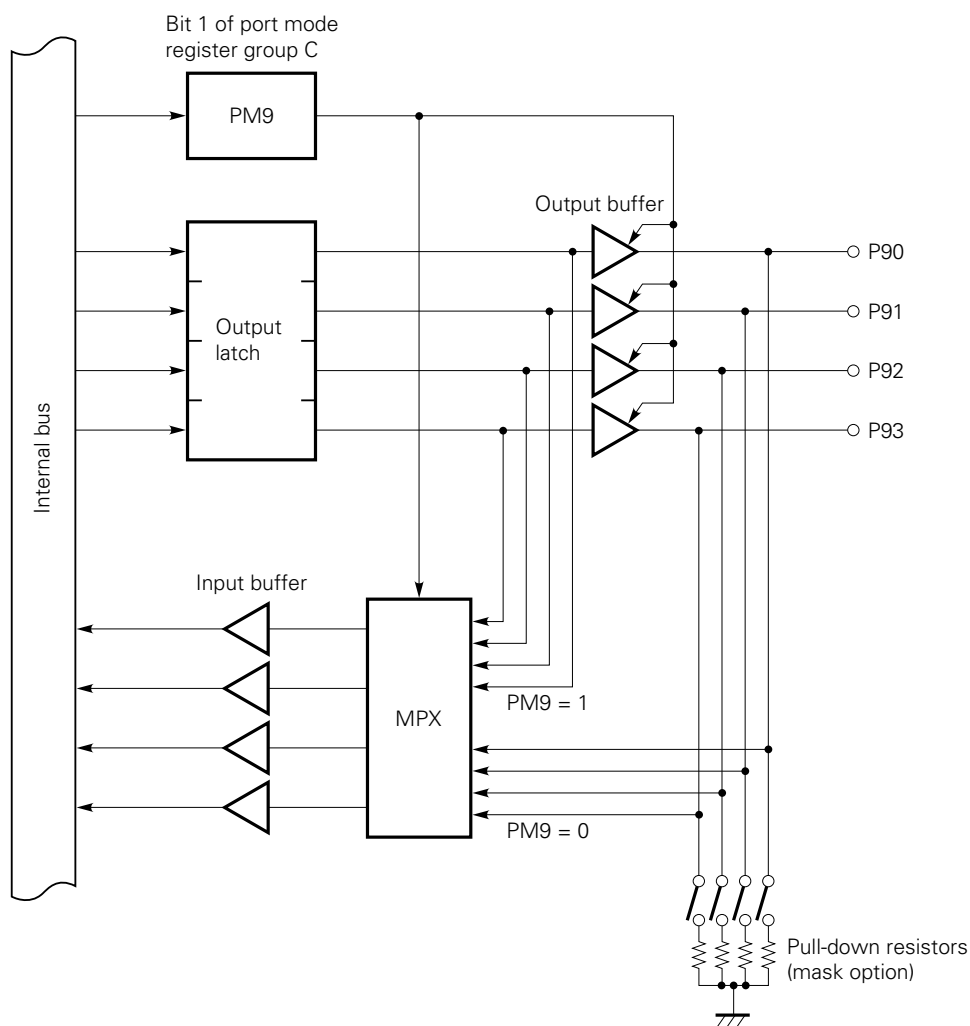 Bit 1 of port mode
register group C
PM9
Output buffer
P90
P91
Output
latch
P92
P93
Internal bus
Input buffer
MPX
PM9 = 1
PM9 = 0
Pull-down resistors
(mask option)